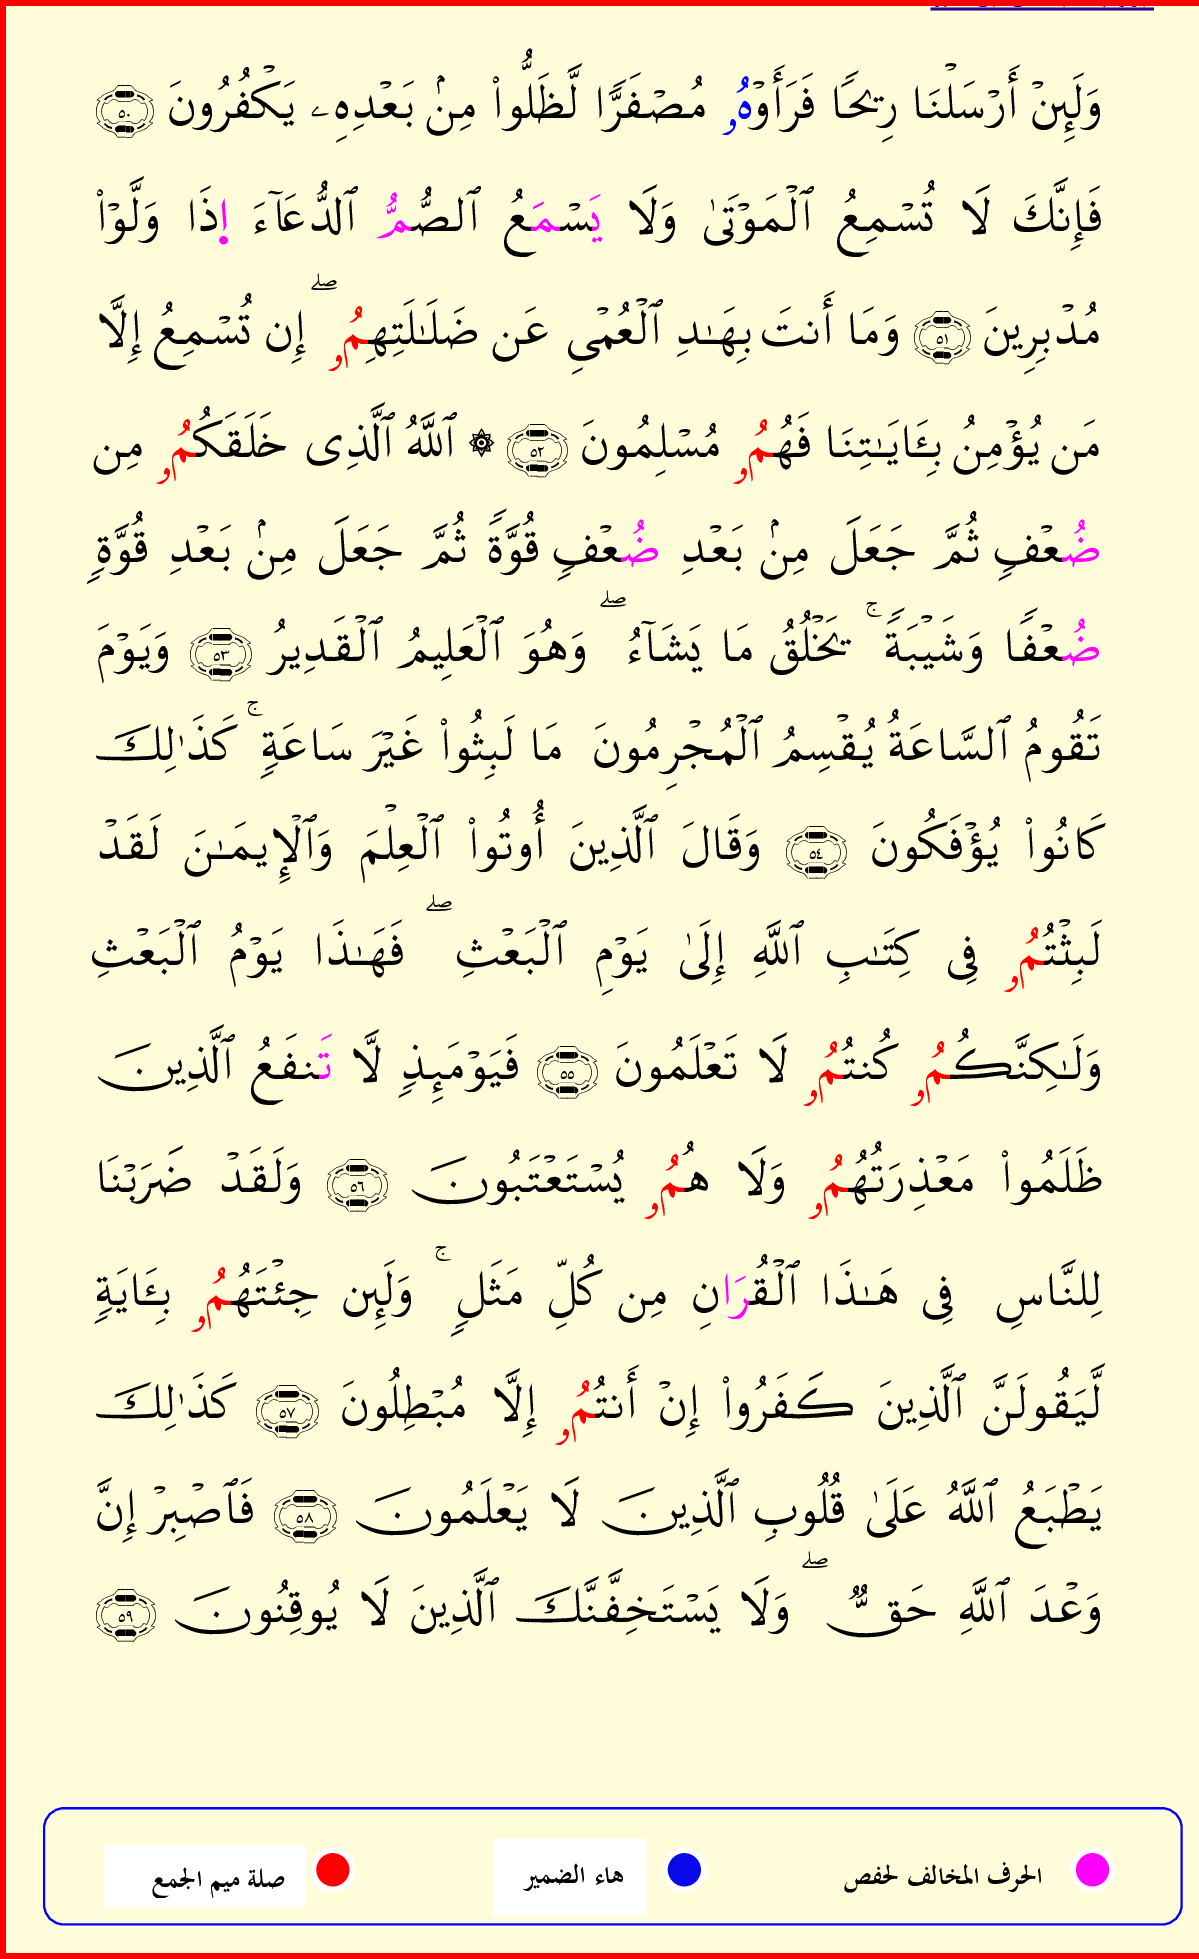 وَلَئِنۡ أَرۡسَلۡنَا رِيحًا فَرَأَوۡهُۥ مُصۡفَرًّا لَّظَلُّواْ مِنۢ بَعۡدِهِۦ يَكۡفُرُونَ ٥٠
فَإِنَّكَ لَا تُسۡمِعُ ٱلۡمَوۡتَىٰ وَلَا يَسۡمَعُ ٱلصُّمُّ ٱلدُّعَآءَ إِذَا وَلَّوۡاْ
مُدۡبِرِينَ ٥١ وَمَا أَنتَ بِهَٰدِ ٱلۡعُمۡيِ عَن ضَلَٰلَتِهِمُۥ ۖ إِن تُسۡمِعُ إِلَّا
مَن يُؤۡمِنُ بِـَٔايَٰتِنَا فَهُمُۥ مُسۡلِمُونَ ٥٢ ۞ ٱللَّهُ ٱلَّذِى خَلَقَكُمُۥ مِن
ضُعۡفٖ ثُمَّ جَعَلَ مِنۢ بَعۡدِ ضُعۡفٖ قُوَّةٗ ثُمَّ جَعَلَ مِنۢ بَعۡدِ قُوَّةٖ
ضُعۡفًا وَشَيۡبَةٗ ۚ يَخۡلُقُ مَا يَشَآءُ ۖ وَهُوَ ٱلۡعَلِيمُ ٱلۡقَدِيرُ ٥٣ وَيَوۡمَ
تَقُومُ ٱلسَّاعَةُ يُقۡسِمُ ٱلۡمُجۡرِمُونَ مَا لَبِثُواْ غَيۡرَ سَاعَةٖ ۚ كَذَٰلِكَ
كَانُواْ يُؤۡفَكُونَ ٥٤ وَقَالَ ٱلَّذِينَ أُوتُواْ ٱلۡعِلۡمَ وَٱلۡإِيمَٰنَ لَقَدۡ
لَبِثۡتُمُۥ فِى كِتَٰبِ ٱللَّهِ إِلَىٰ يَوۡمِ ٱلۡبَعۡثِ ۖ فَهَٰذَا يَوۡمُ ٱلۡبَعۡثِ
وَلَٰكِنَّكُمُۥ كُنتُمُۥ لَا تَعۡلَمُونَ ٥٥ فَيَوۡمَئِذٖ لَّا تَنفَعُ ٱلَّذِينَ
ظَلَمُواْ مَعۡذِرَتُهُمُۥ وَلَا هُمُۥ يُسۡتَعۡتَبُونَ ٥٦ وَلَقَدۡ ضَرَبۡنَا
لِلنَّاسِ فِى هَٰذَا ٱلۡقُرَانِ مِن كُلِّ مَثَلٖ ۚ وَلَئِن جِئۡتَهُمُۥ بِـَٔايَةٖ
لَّيَقُولَنَّ ٱلَّذِينَ كَفَرُواْ إِنۡ أَنتُمُۥ إِلَّا مُبۡطِلُونَ ٥٧ كَذَٰلِكَ
يَطۡبَعُ ٱللَّهُ عَلَىٰ قُلُوبِ ٱلَّذِينَ لَا يَعۡلَمُونَ ٥٨ فَٱصۡبِرۡ إِنَّ
وَعۡدَ ٱللَّهِ حَقّٞ ۖ وَلَا يَسۡتَخِفَّنَّكَ ٱلَّذِينَ لَا يُوقِنُونَ ٥٩
الحرف المخالف لحفص هاء الضمير صلة ميم الجمع